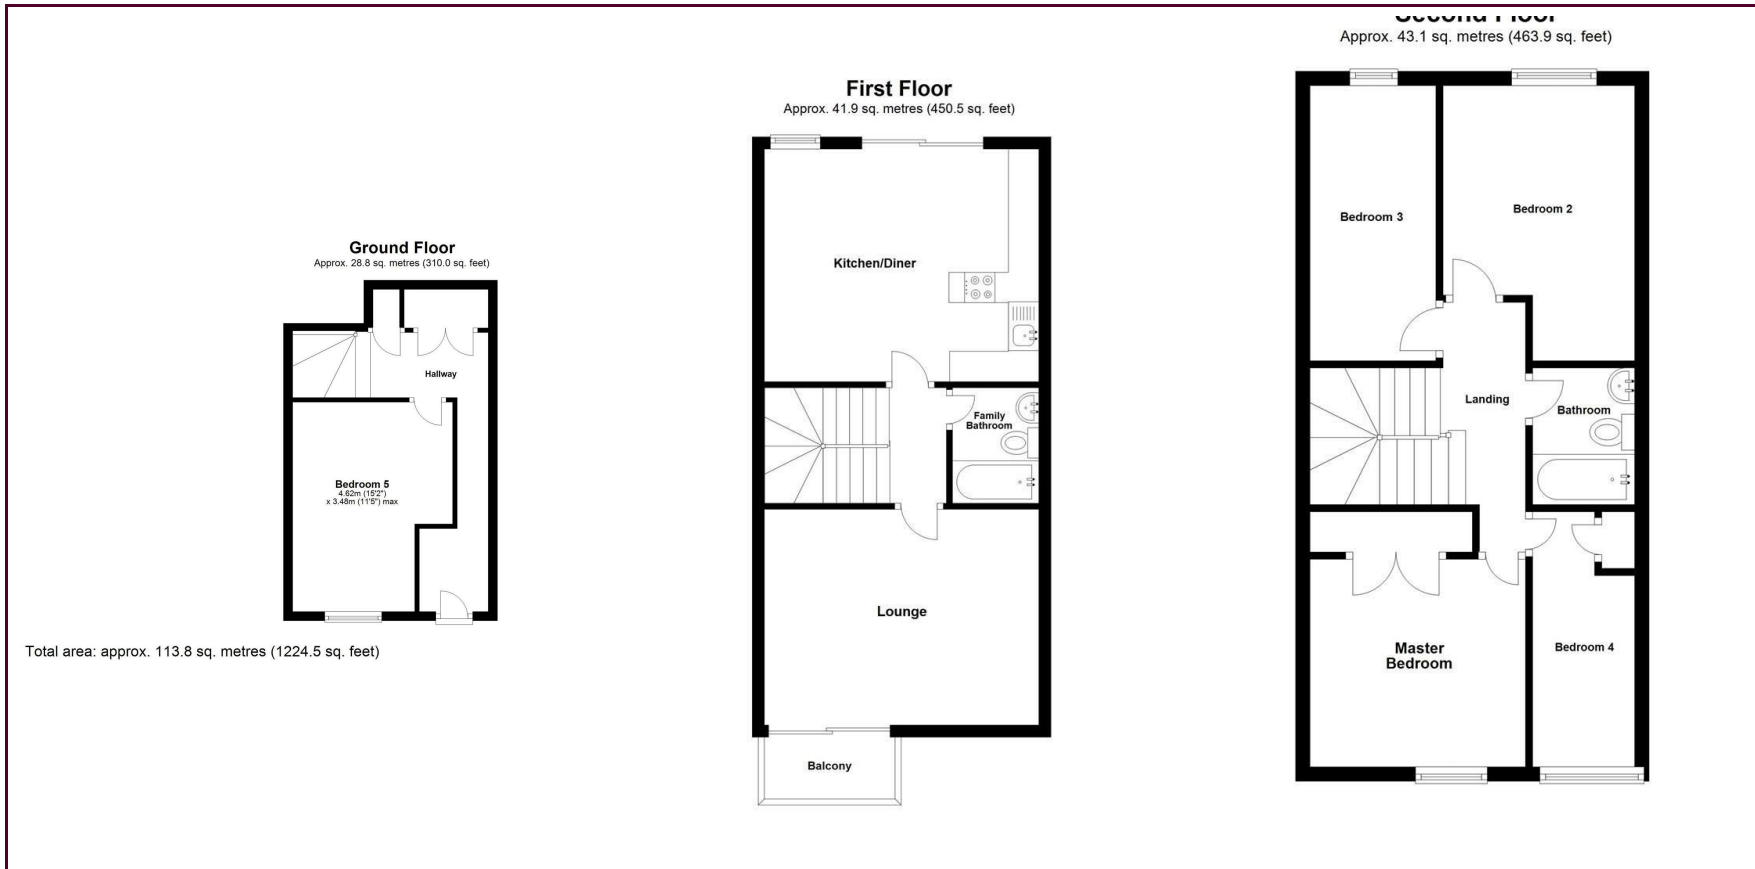 Ground Floor
Approx. 28.8 sq. metres (310.0 sq. feet)
Hallway
Bedroom 5
4.62m (15'2")
x 3.48m (11'5") max
Total area: approx. 113.8 sq. metres (1224.5 sq. feet)
First Floor
Approx. 41.9 sq. metres (450.5 sq. feet)
Kitchen/Diner
Family
Bathroom
Lounge
Balcony
Second Floor
Approx. 43.1 sq. metres (463.9 sq. feet)
Bedroom 3
Bedroom 2
Landing
Bathroom
Master
Bedroom
Bedroom 4